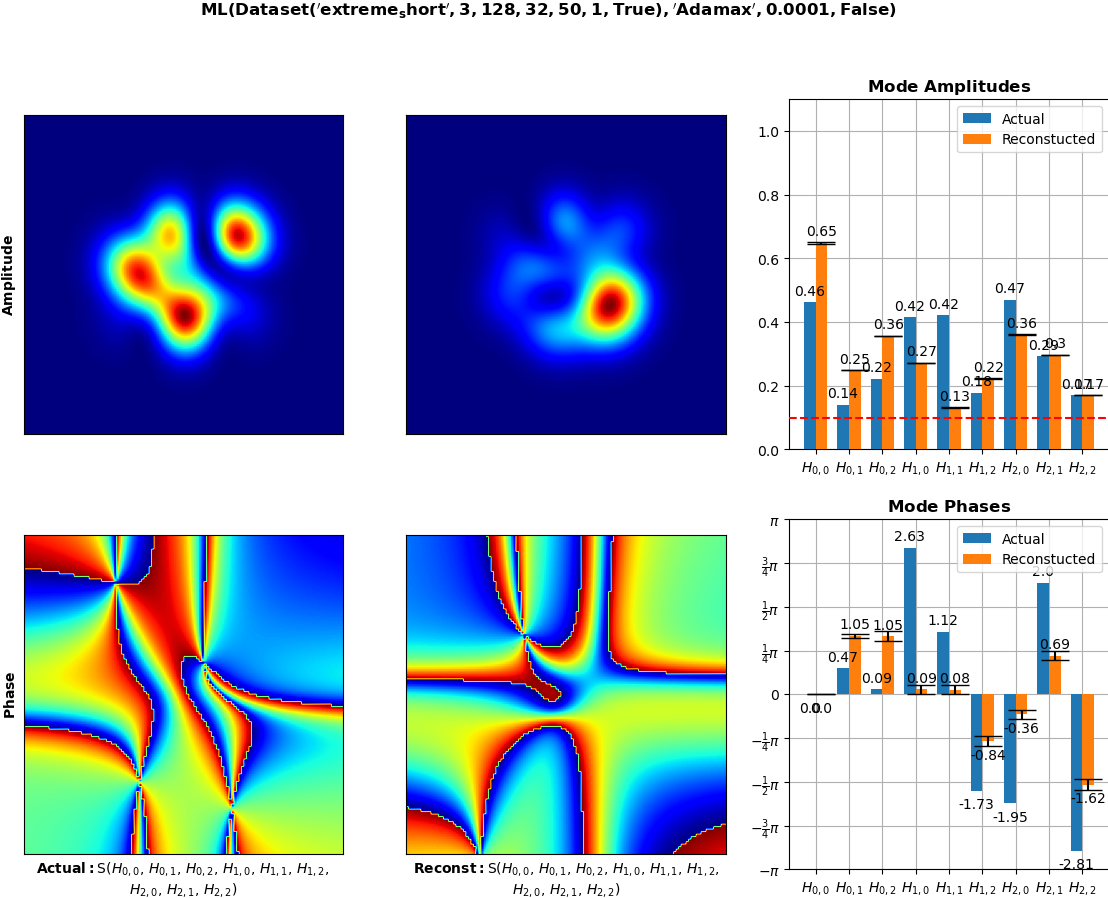 ML(Dataset('extreme_short', 3, 128, 32, 50, 1, True), 'Adamax', 0.0001, False)
Amplitude
Mode Amplitudes
Actual
Reconstucted
1.0
0.8
0.6
0.4
0.2
0.0
0.46 0.65
0.14 0.25
0.22 0.36
0.42 0.27
0.42 0.13
0.18 0.22
0.47 0.36
0.29 0.3
0.17 0.17
H0,0 H0,1 H0,2 H1,0 H1,1 H1,2 H2,0 H2,1 H2,2
Phase
Actual: S(H0,0, H0,1, H0,2, H1,0, H1,1, H1,2,
H2,0, H2,1, H2,2)
Reconst: S(H0,0, H0,1, H0,2, H1,0, H1,1, H1,2,
H2,0, H2,1, H2,2)
Mode Phases
Actual
Reconstucted
π
3/4π
1/2π
1/4π
0
−1/4π
−1/2π
−3/4π
−π
0.0 0.0
0.47 1.05
0.09 1.05
2.63 0.09
1.12 0.08
-1.73 -0.84
-1.95 -0.36
2.0 0.69
-2.81 -1.62
H0,0 H0,1 H0,2 H1,0 H1,1 H1,2 H2,0 H2,1 H2,2